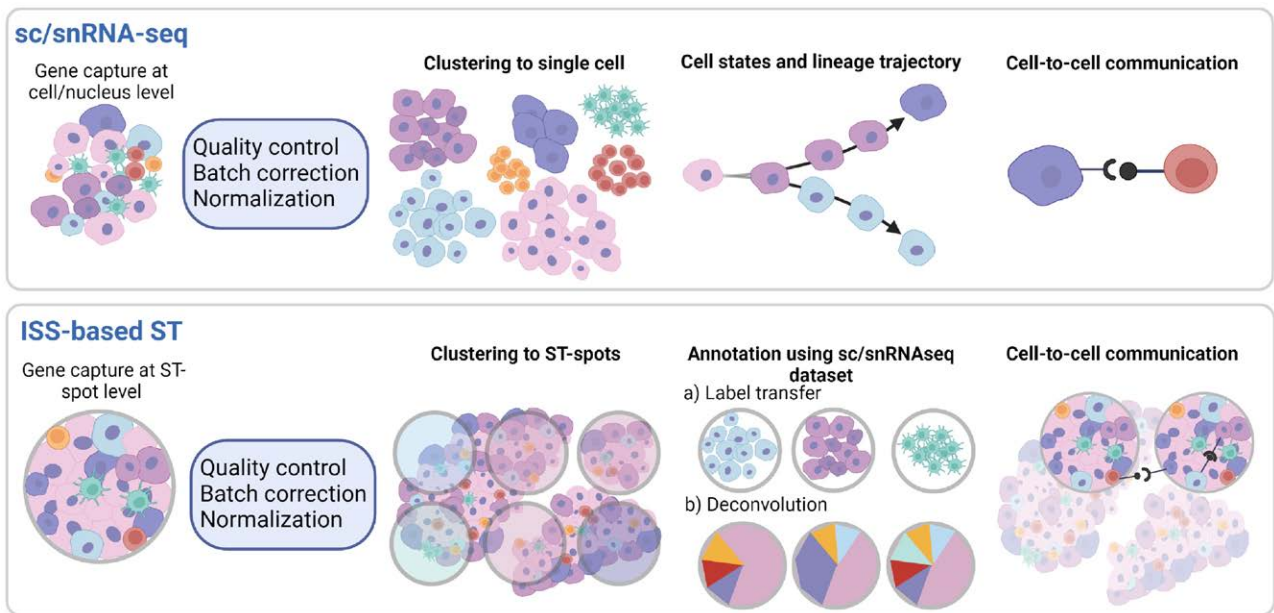 sc/snRNA-seq
Gene capture at
cell/nucleus level
Quality control
Batch correction
Normalization
Clustering to single cell
Cell states and lineage trajectory
Cell-to-cell communication
ISS-based ST
Gene capture at ST-
spot level
Quality control
Batch correction
Normalization
Clustering to ST-spots
Annotation using sc/snRNAseq
dataset
a) Label transfer
b) Deconvolution
Cell-to-cell communication